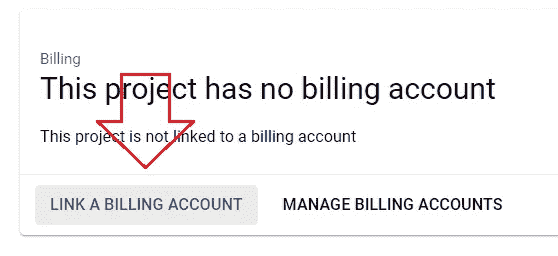 Billing
This project has no billing account
This project is not linked to a billing account
LINK A BILLING ACCOUNT MANAGE BILLING ACCOUNTS